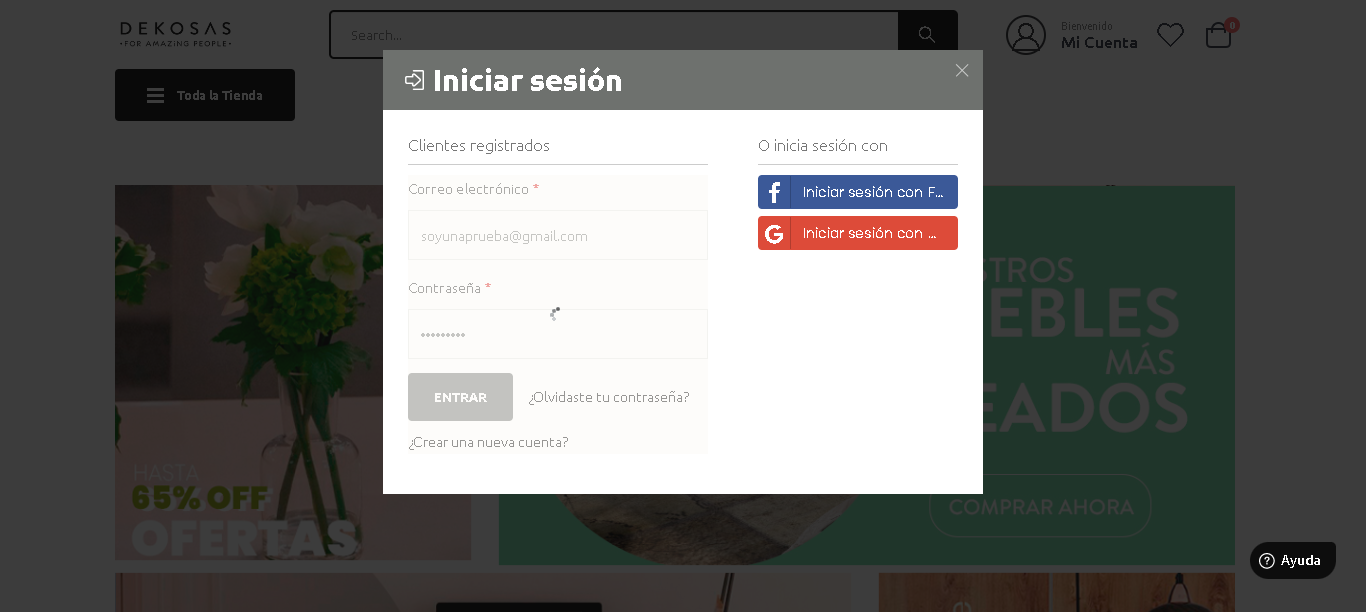 DEKOSAS
•FOR AMAZING PEOPLE•
Search...
Bienvenido
Mi Cuenta
0
Toda la Tienda
Iniciar sesión
Clientes registrados
O inicia sesión con
Correo electrónico *
soyunaprueba@gmail.com
Iniciar sesión con F...
Iniciar sesión con ...
Contraseña *
•••••••••
ENTRAR
¿Olvidaste tu contraseña?
¿Crear una nueva cuenta?
HASTA
65% OFF
OFERTAS
STROS
EBLES
MÁS
EADOS
COMPRAR AHORA
Ayuda